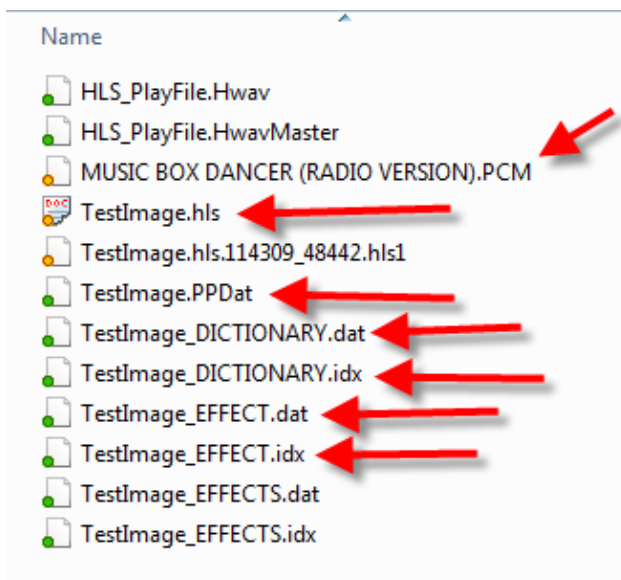 Name
HLS_PlayFile.Hwav
HLS_PlayFile.HwavMaster
MUSIC BOX DANCER (RADIO VERSION).PCM
DOC
TestImage.hls
TestImage.hls.114309_48442.hls1
TestImage.PPDat
TestImage_DICTIONARY.dat
TestImage_DICTIONARY.idx
TestImage_EFFECT.dat
TestImage_EFFECT.idx
TestImage_EFFECTS.dat
TestImage_EFFECTS.idx